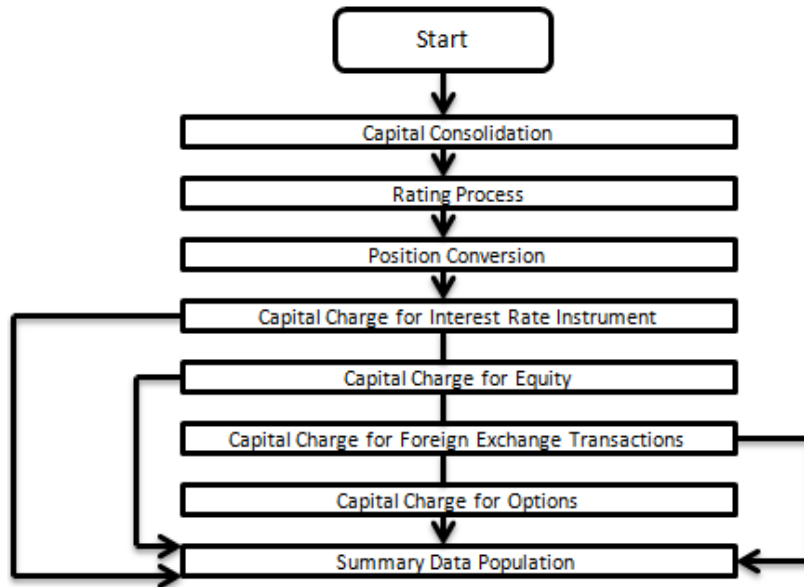 Start
Capital Consolidation
Rating Process
Position Conversion
Capital Charge for Interest Rate Instrument
Capital Charge for Equity
Capital Charge for Foreign Exchange Transactions
Capital Charge for Options
Summary Data Population